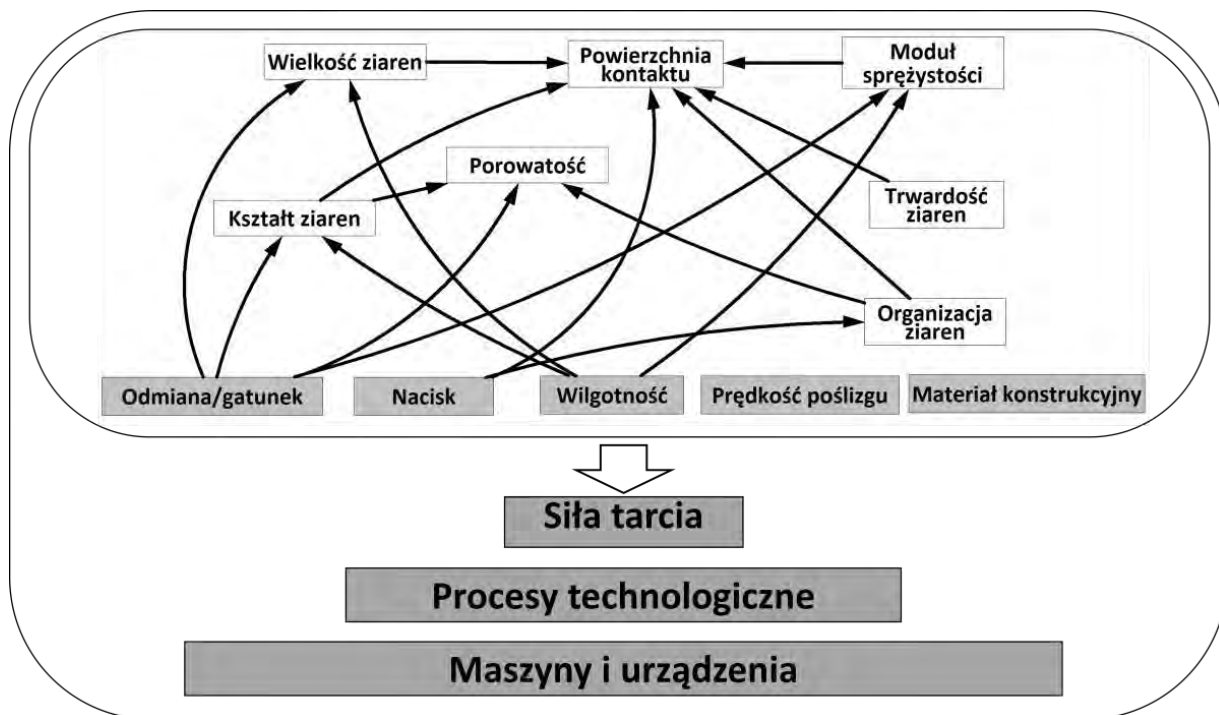 Wielkość ziaren
Powierzchnia
kontaktu
Moduł
sprężystości
Porowatość
Kształt ziaren
Trwardość
ziaren
Organizacja
ziaren
Odmiana/gatunek
Nacisk
Wilgotność
Prędkość poślizgu
Materiał konstrukcyjny
Siła tarcia
Procesy technologiczne
Maszyny i urządzenia